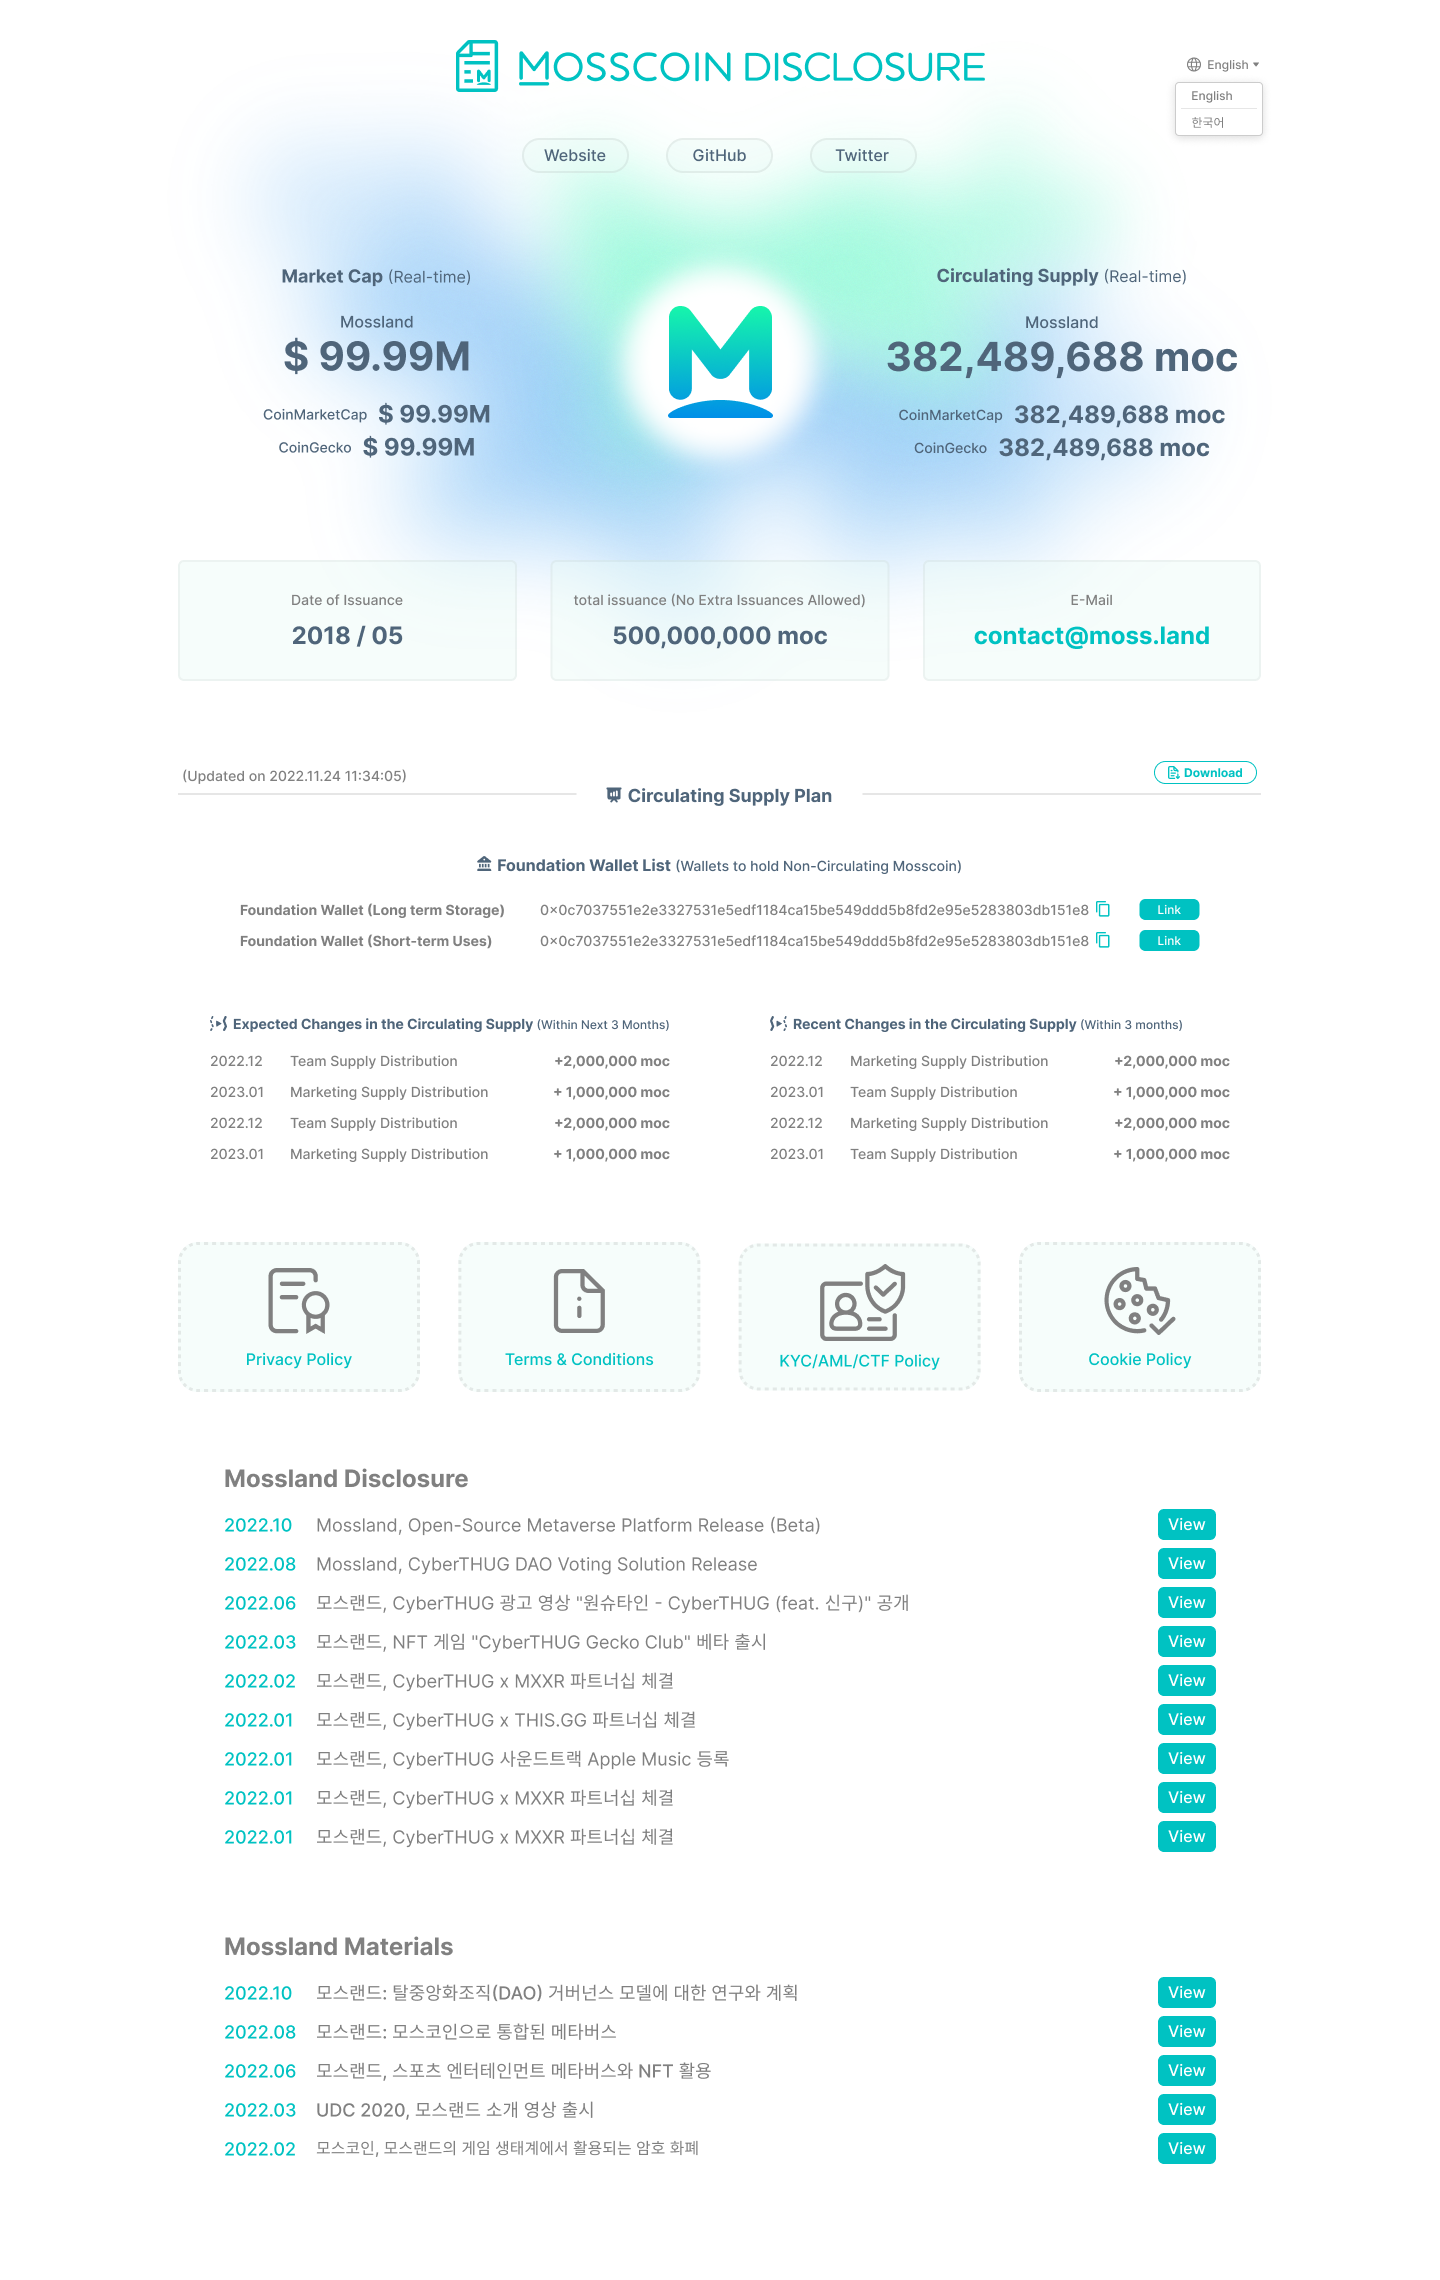 MOSSCOIN DISCLOSURE
English
English
한국어
Website
GitHub
Twitter
Market Cap (Real-time)
Mossland
$ 99.99M
CoinMarketCap $ 99.99M
CoinGecko $ 99.99M
Circulating Supply (Real-time)
Mossland
382,489,688 moc
CoinMarketCap 382,489,688 moc
CoinGecko 382,489,688 moc
Date of Issuance
2018 / 05
total issuance (No Extra Issuances Allowed)
500,000,000 moc
E-Mail
contact@moss.land
(Updated on 2022.11.24 11:34:05)
Download
Circulating Supply Plan
Foundation Wallet List (Wallets to hold Non-Circulating Mosscoin)
Foundation Wallet (Long term Storage) 0×0c7037551e2e3327531e5edf1184ca15be549ddd5b8fd2e95e5283803db151e8 Link
Foundation Wallet (Short-term Uses) 0×0c7037551e2e3327531e5edf1184ca15be549ddd5b8fd2e95e5283803db151e8 Link
Expected Changes in the Circulating Supply (Within Next 3 Months)
2022.12 Team Supply Distribution +2,000,000 moc
2023.01 Marketing Supply Distribution + 1,000,000 moc
2022.12 Team Supply Distribution +2,000,000 moc
2023.01 Marketing Supply Distribution + 1,000,000 moc
Recent Changes in the Circulating Supply (Within 3 months)
2022.12 Marketing Supply Distribution +2,000,000 moc
2023.01 Team Supply Distribution + 1,000,000 moc
2022.12 Marketing Supply Distribution +2,000,000 moc
2023.01 Team Supply Distribution + 1,000,000 moc
Privacy Policy
Terms & Conditions
KYC/AML/CTF Policy
Cookie Policy
Mossland Disclosure
2022.10 Mossland, Open-Source Metaverse Platform Release (Beta) View
2022.08 Mossland, CyberTHUG DAO Voting Solution Release View
2022.06 모스랜드, CyberTHUG 광고 영상 "원슈타인 - CyberTHUG (feat. 신구)" 공개 View
2022.03 모스랜드, NFT 게임 "CyberTHUG Gecko Club" 베타 출시 View
2022.02 모스랜드, CyberTHUG x MXXR 파트너십 체결 View
2022.01 모스랜드, CyberTHUG x THIS.GG 파트너십 체결 View
2022.01 모스랜드, CyberTHUG 사운드트랙 Apple Music 등록 View
2022.01 모스랜드, CyberTHUG x MXXR 파트너십 체결 View
2022.01 모스랜드, CyberTHUG x MXXR 파트너십 체결 View
Mossland Materials
2022.10 모스랜드: 탈중앙화조직(DAO) 거버넌스 모델에 대한 연구와 계획 View
2022.08 모스랜드: 모스코인으로 통합된 메타버스 View
2022.06 모스랜드, 스포츠 엔터테인먼트 메타버스와 NFT 활용 View
2022.03 UDC 2020, 모스랜드 소개 영상 출시 View
2022.02 모스코인, 모스랜드의 게임 생태계에서 활용되는 암호 화폐 View